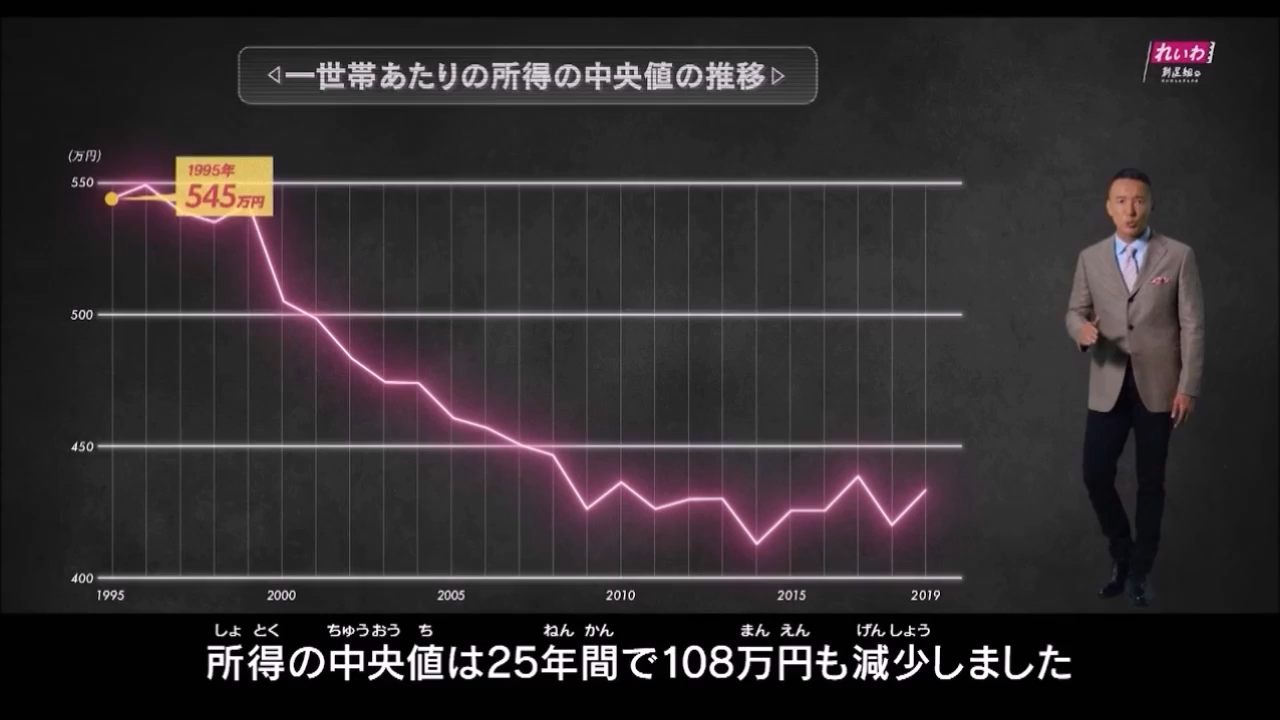 ◁一世帯あたりの所得の中央値の推移▷
れいわ
新選組
(万円)
1995年
545万円
550
500
450
400
1995 2000 2005 2010 2015 2019
しょ とく ちゅう おう ち ねん かん まん えん げん しょう
所得の中央値は25年間で108万円も減少しました